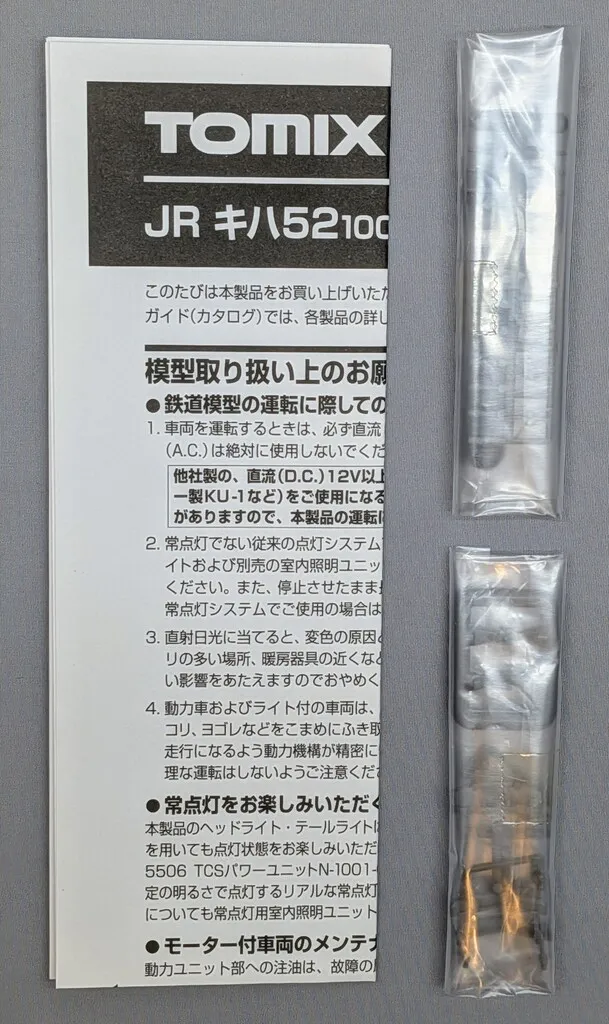 TOMIX
JR キハ52100
このたびは本製品をお買い上げいただ
ガイド(カタログ)では、各製品の詳し
模型取り扱い上のお願
●鉄道模型の運転に際しての
1. 車両を運転するときは、必ず直流
(A.C.)は絶対に使用しないでくだ
他社製の、直流(D.C.)12V以上
一製KU-1など)をご使用になる
がありますので、本製品の運転に
2. 常点灯でない従来の点灯システム
イトおよび別売の室内照明ユニッ
ください。また、停止させたまま
常点灯システムでご使用の場合は
3. 直射日光に当てると、変色の原因
リの多い場所、暖房器具の近くな
い影響をあたえますのでおやめく
4. 動力車およびライト付の車両は、
コリ、ヨゴレなどをこまめにふき取
走行になるよう動力機構が精密に
理な運転はしないようご注意くだ
●常点灯をお楽しみいただく
本製品のヘッドライト・テールライトに
を用いても点灯状態をお楽しみいただ
5506 TCSパワーユニットN-1001-
定の明るさで点灯するリアルな常点灯
についても常点灯用室内照明ユニット
●モーター付車両のメンテナ
動力ユニット部への注油は、故障の